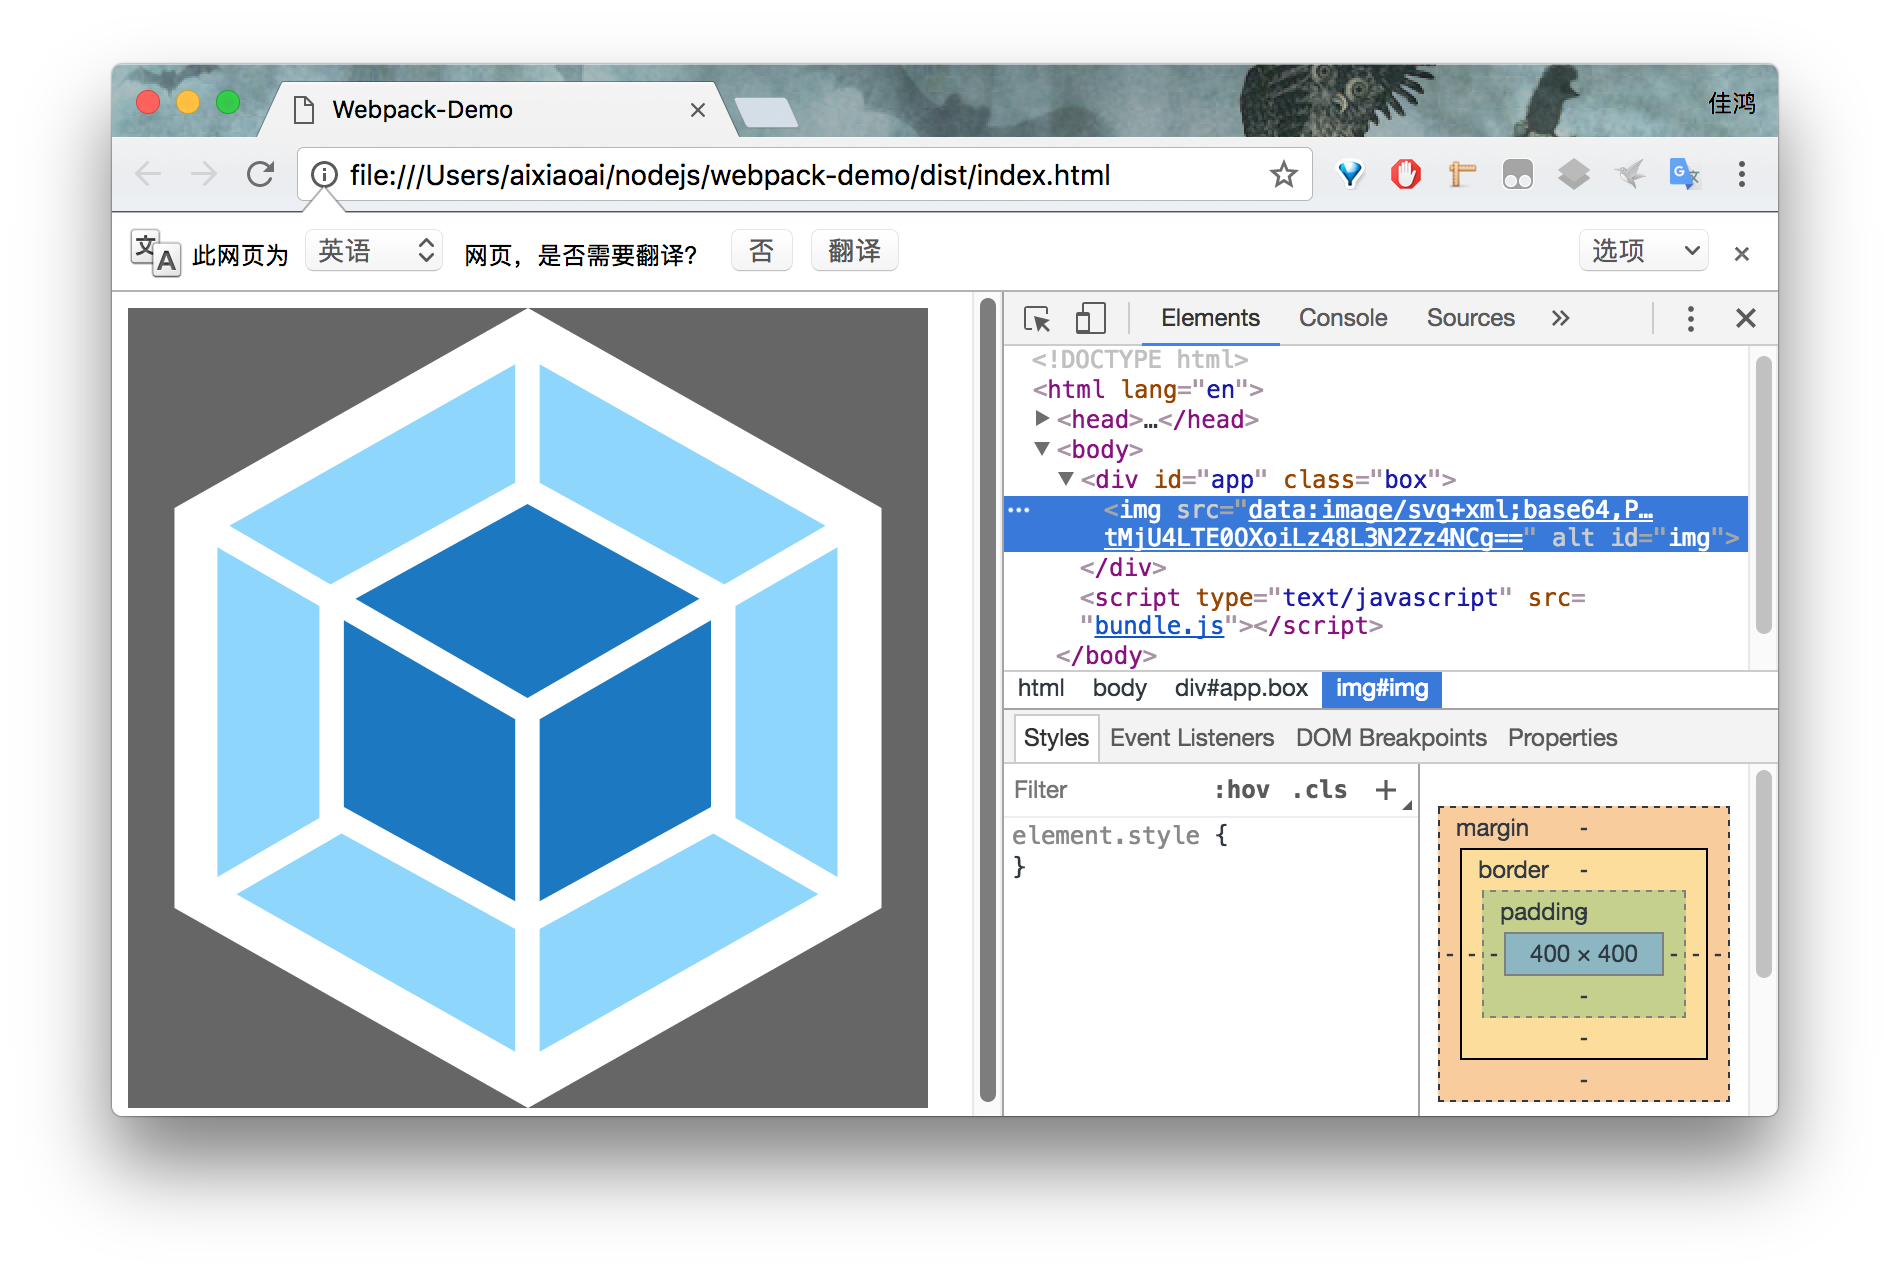 Webpack-Demo
佳鸿
file:///Users/aixiaoai/nodejs/webpack-demo/dist/index.html
此网页为 英语 网页，是否需要翻译？ 否 翻译 选项
Elements Console Sources
<!DOCTYPE html>
<html lang="en">
<head>…</head>
<body>
<div id="app" class="box">
<img src="data:image/svg+xml;base64,P…
tMjU4LTE0OXoiLz48L3N2Zz4NCg==" alt id="img">
</div>
<script type="text/javascript" src=
"bundle.js"></script>
</body>
html body div#app.box img#img
Styles Event Listeners DOM Breakpoints Properties
Filter :hov .cls +
element.style {
}
margin -
border -
padding -
- - - 400 × 400 - - -
-
-
-